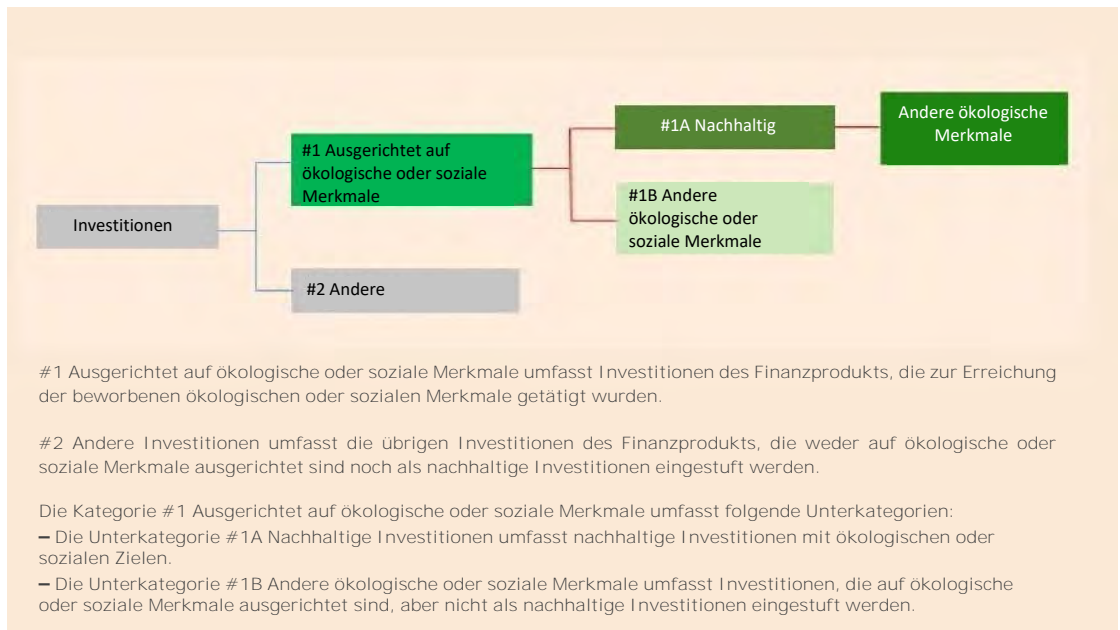 Investitionen
#1 Ausgerichtet auf
ökologische oder soziale
Merkmale
#2 Andere
#1A Nachhaltig
#1B Andere
ökologische oder
soziale Merkmale
Andere ökologische
Merkmale
#1 Ausgerichtet auf ökologische oder soziale Merkmale umfasst Investitionen des Finanzprodukts, die zur Erreichung
der beworbenen ökologischen oder sozialen Merkmale getätigt wurden.
#2 Andere Investitionen umfasst die übrigen Investitionen des Finanzprodukts, die weder auf ökologische oder
soziale Merkmale ausgerichtet sind noch als nachhaltige Investitionen eingestuft werden.
Die Kategorie #1 Ausgerichtet auf ökologische oder soziale Merkmale umfasst folgende Unterkategorien:
– Die Unterkategorie #1A Nachhaltige Investitionen umfasst nachhaltige Investitionen mit ökologischen oder
sozialen Zielen.
– Die Unterkategorie #1B Andere ökologische oder soziale Merkmale umfasst Investitionen, die auf ökologische
oder soziale Merkmale ausgerichtet sind, aber nicht als nachhaltige Investitionen eingestuft werden.